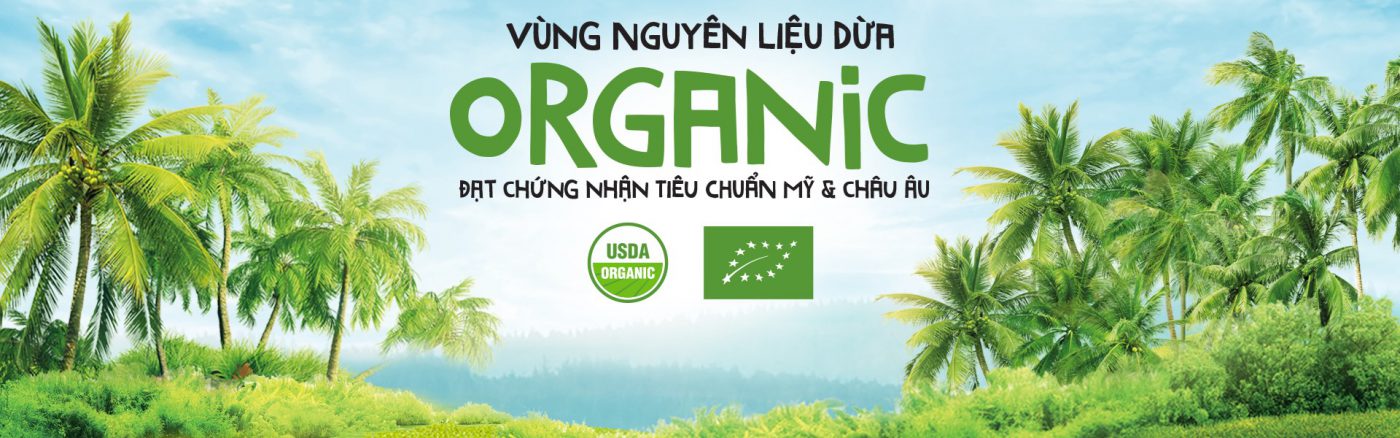 VÙNG NGUYÊN LIỆU DỪA
ORGANiC
ĐẠT CHỨNG NHẬN TIÊU CHUẨN MỸ & CHÂU ÂU
USDA
ORGANIC